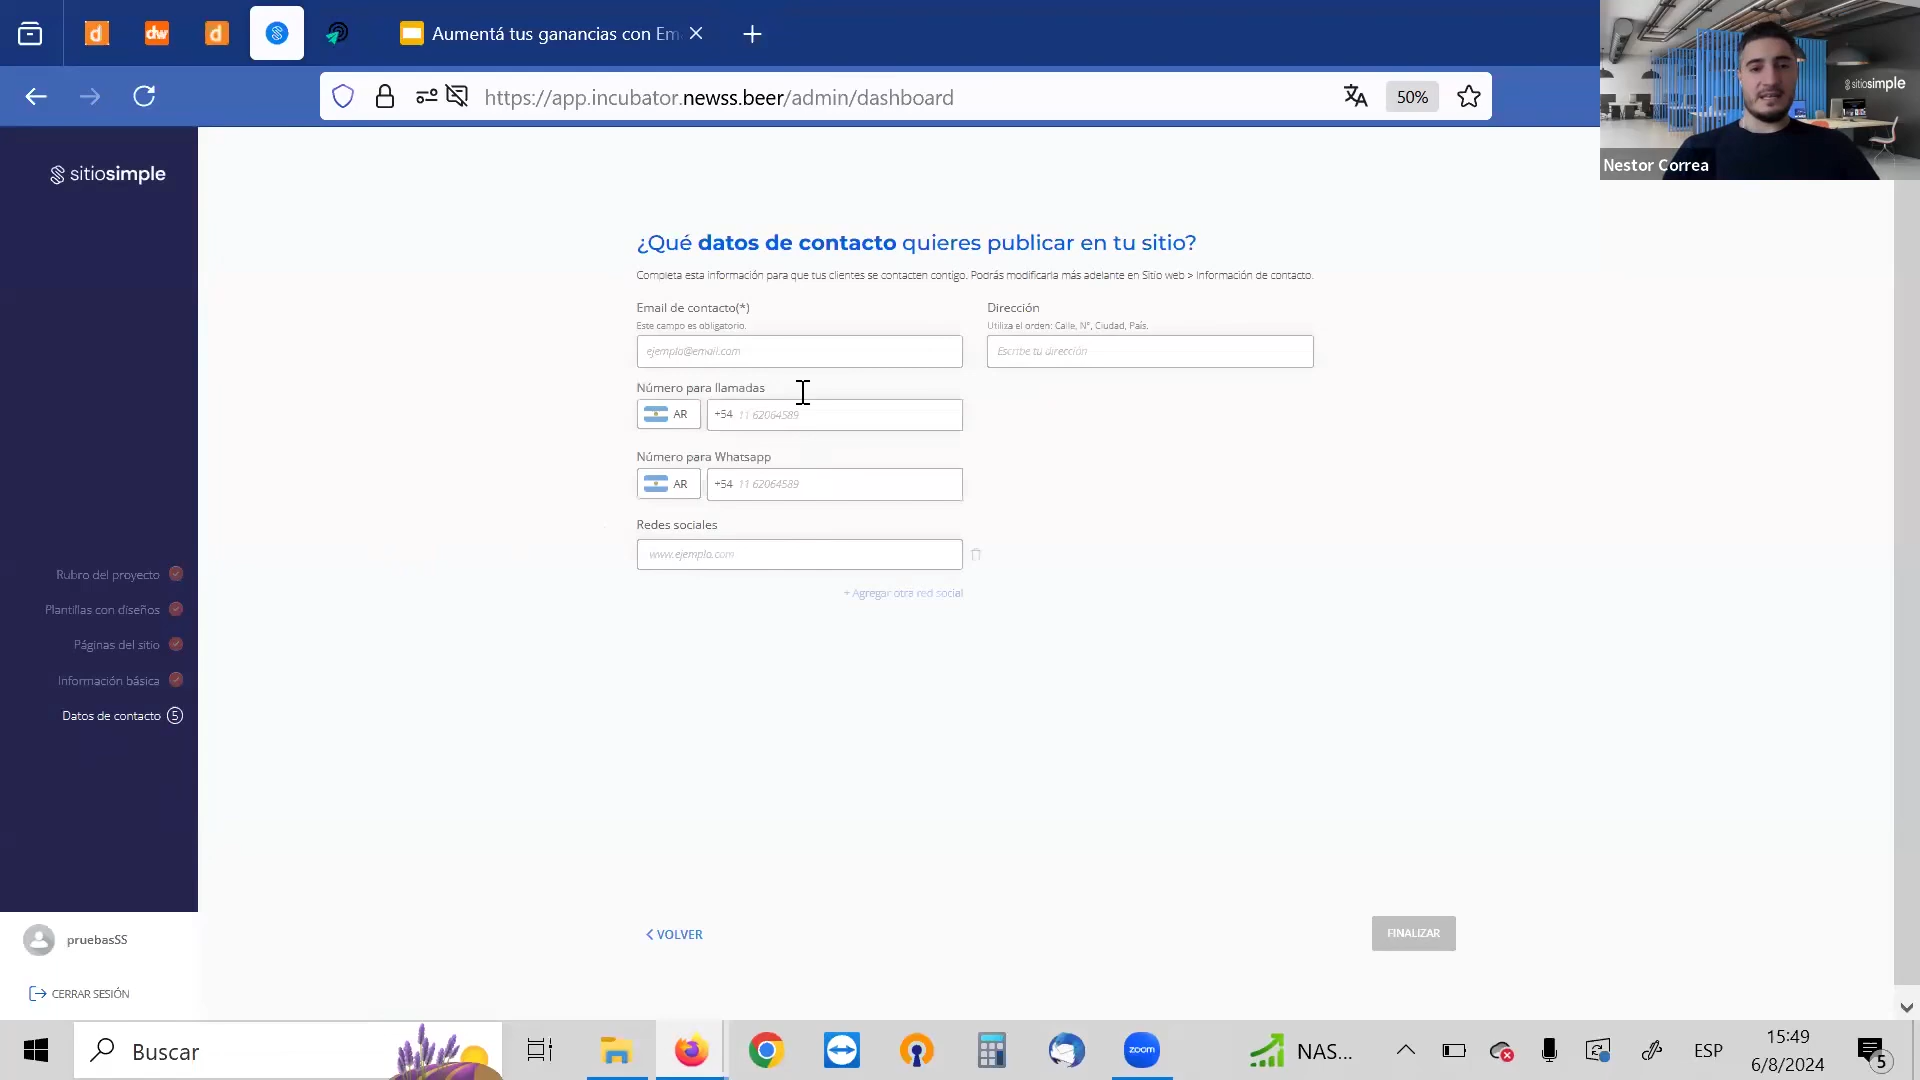 Aumentá tus ganancias con Em
https://app.incubator.newss.beer/admin/dashboard
50%
sitiosimple
Nestor Correa
sitiosimple
¿Qué datos de contacto quieres publicar en tu sitio?
Completa esta información para que tus clientes se contacten contigo. Podrás modificarla más adelante en Sitio web > Información de contacto.
Email de contacto(*)
Este campo es obligatorio.
ejemplo@email.com
Dirección
Utiliza el orden: Calle, N°, Ciudad, País.
Escribe tu dirección
Número para llamadas
AR
+54 11 62064589
Número para Whatsapp
AR
+54 11 62064589
Redes sociales
www.ejemplo.com
+ Agregar otra red social
Rubro del proyecto
Plantillas con diseños
Páginas del sitio
Información básica
Datos de contacto 5
VOLVER
FINALIZAR
pruebasSS
CERRAR SESIÓN
Buscar
zoom
NAS...
ESP
15:49
6/8/2024
5